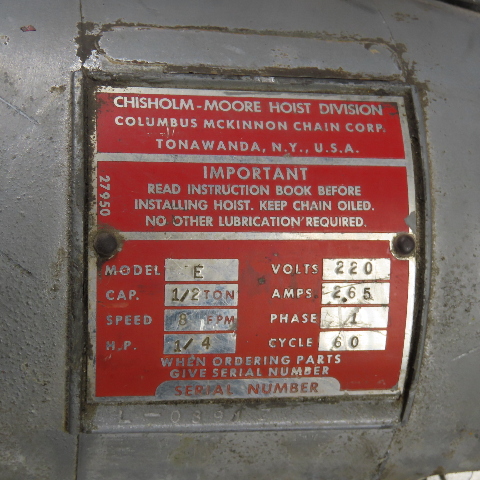 CHISHOLM-MOORE HOIST DIVISION
COLUMBUS MCKINNON CHAIN CORP.
TONAWANDA, N.Y., U.S.A.
IMPORTANT
READ INSTRUCTION BOOK BEFORE
INSTALLING HOIST. KEEP CHAIN OILED.
NO OTHER LUBRICATION REQUIRED.
27950
MODEL E VOLTS 220
CAP. 1/2 TON AMPS. 2.65
SPEED 8 FPM PHASE 1
H.P. 1/4 CYCLE 60
WHEN ORDERING PARTS
GIVE SERIAL NUMBER
SERIAL NUMBER